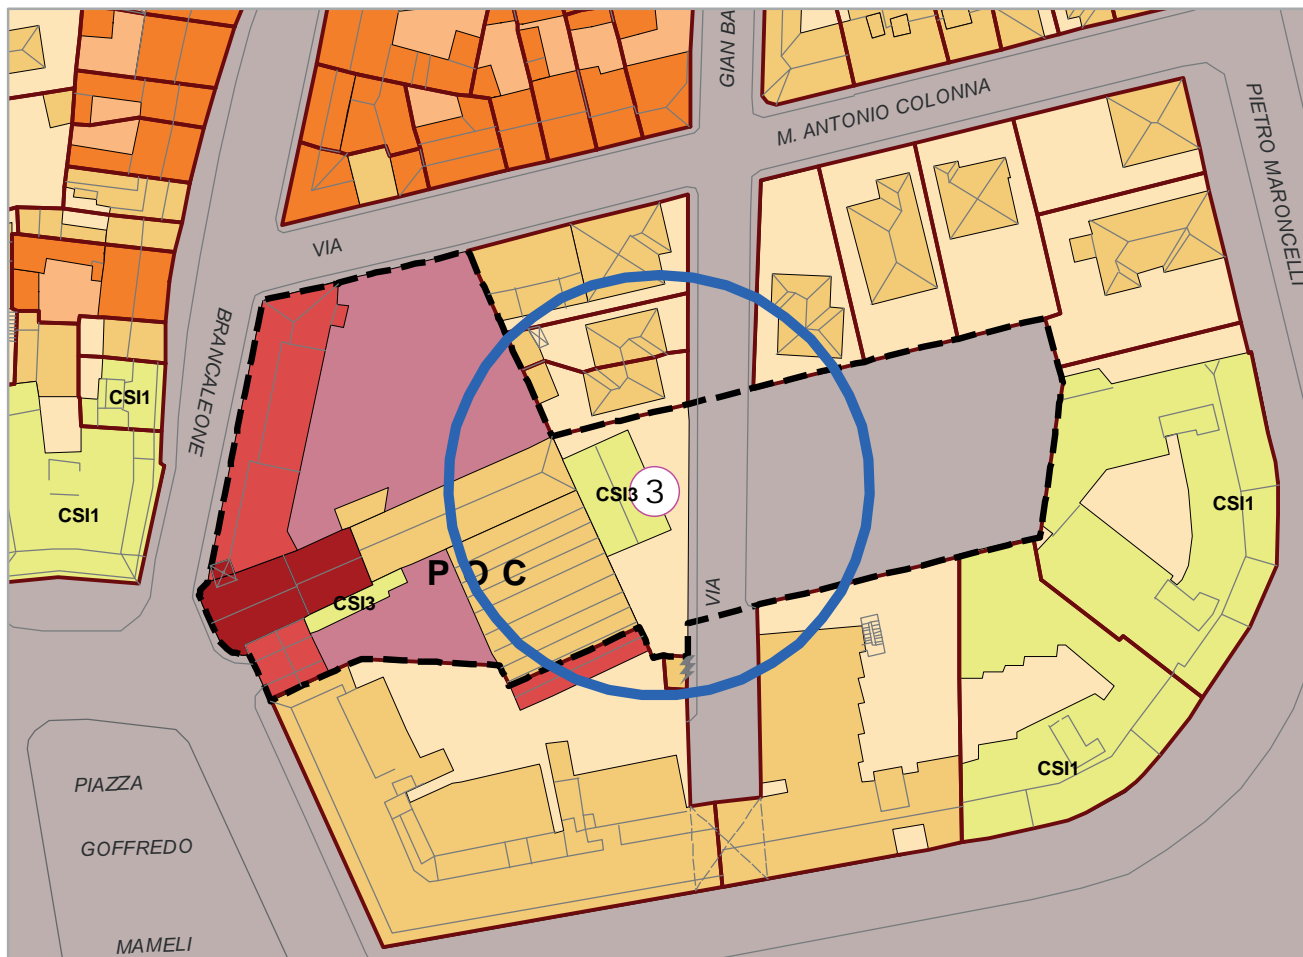 GIAN BA
M. ANTONIO COLONNA
PIETRO MARONCELLI
VIA
BRANCALEONE
CSI1
CSI1
CSI3
3
CSI1
POC
CSI3
VIA
CSI1
PIAZZA
GOFFREDO
MAMELI